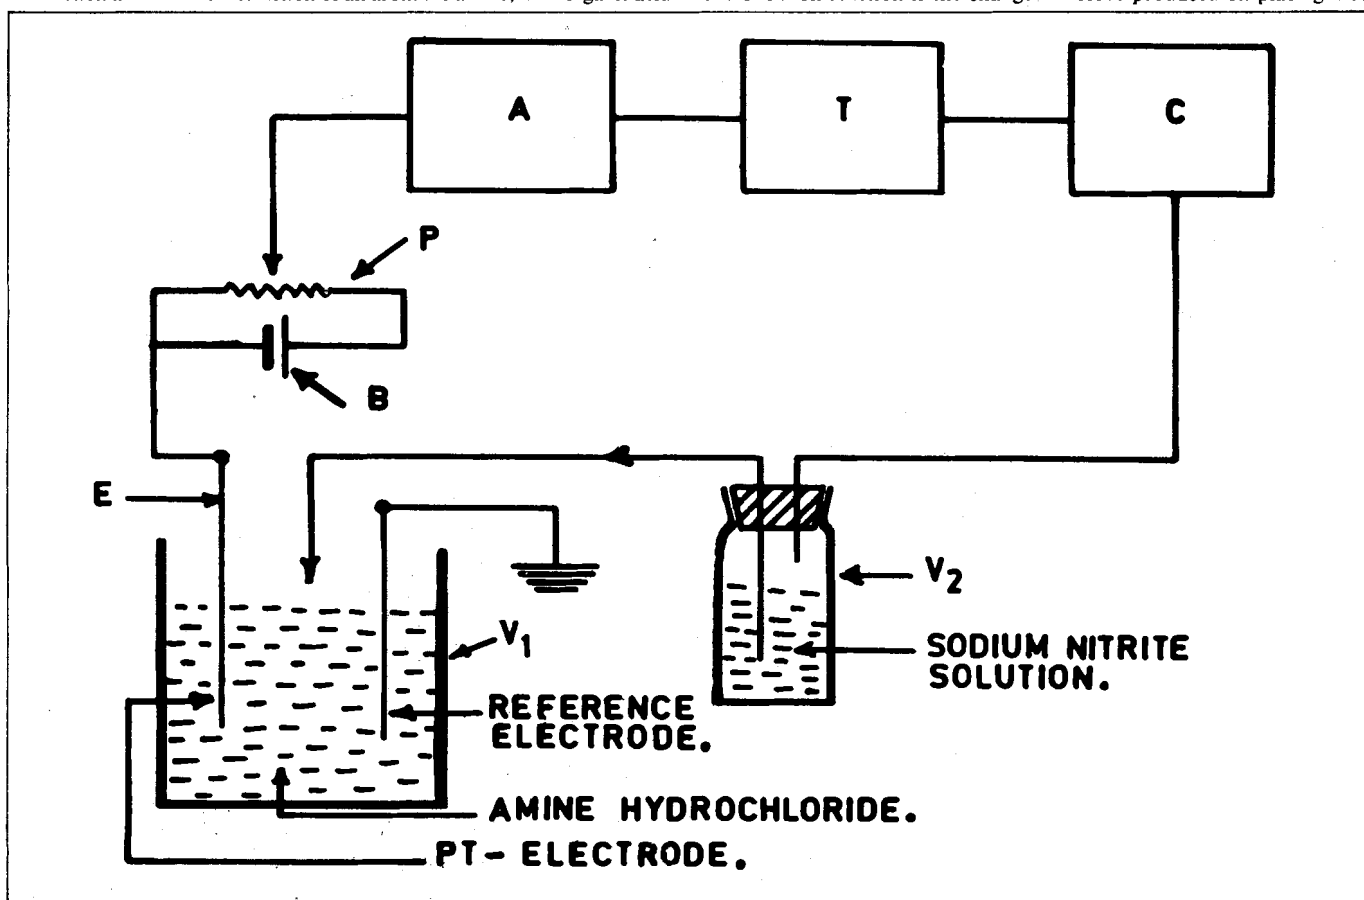 A
T
C
P
B
E
V2
V1
SODIUM NITRITE
SOLUTION.
REFERENCE
ELECTRODE.
AMINE HYDROCHLORIDE.
PT- ELECTRODE.